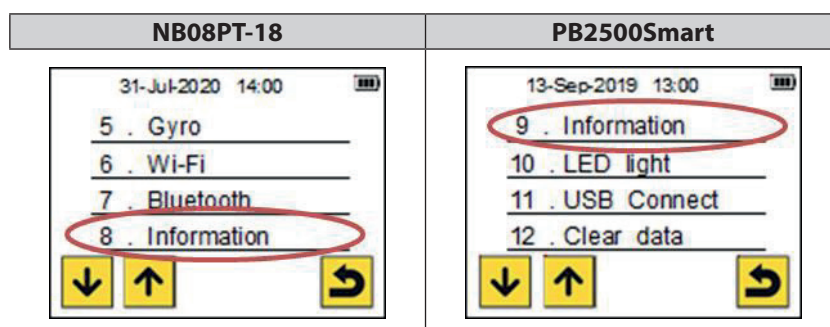 NB08PT-18
PB2500Smart
31-Jul-2020 14:00
5 . Gyro
6 . Wi-Fi
7 . Bluetooth
8 . Information
13-Sep-2019 13:00
9 . Information
10 . LED light
11 . USB Connect
12 . Clear data